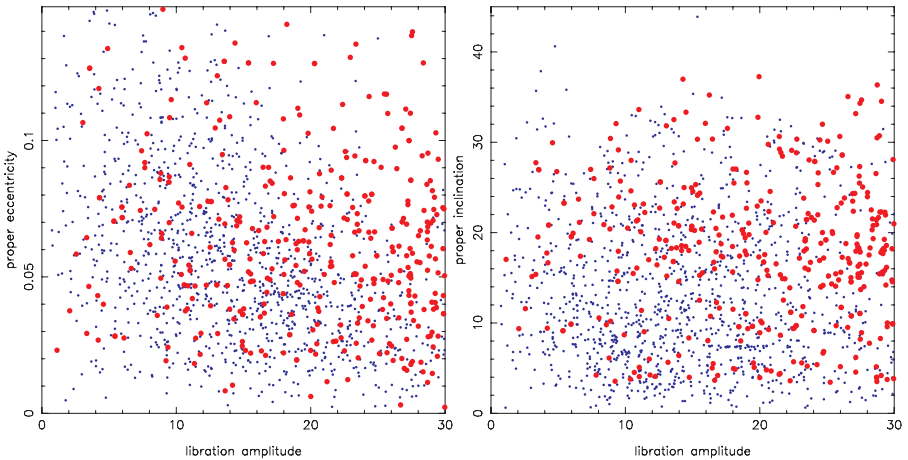 proper eccentricity
0.1
0.05
0
0 10 20 30
libration amplitude
proper inclination
40
30
20
10
0
0 10 20 30
libration amplitude